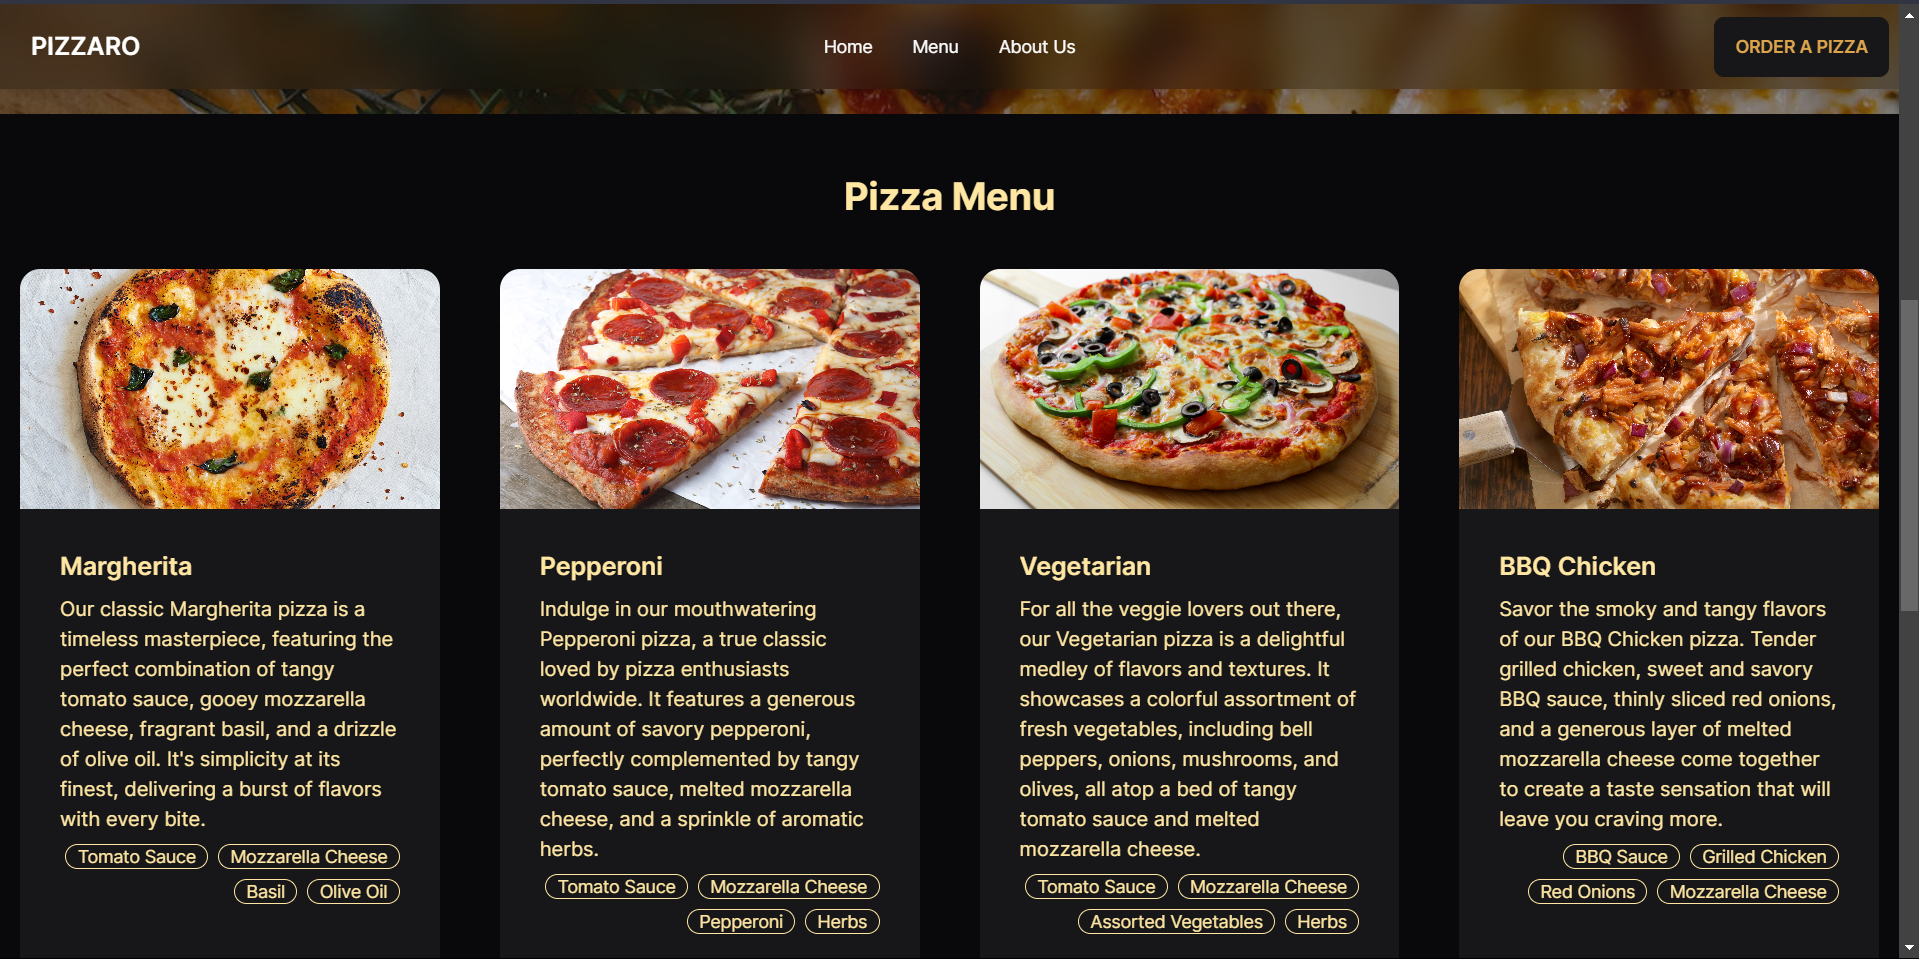 PIZZARO
Home Menu About Us
ORDER A PIZZA
Pizza Menu
Margherita
Our classic Margherita pizza is a
timeless masterpiece, featuring the
perfect combination of tangy
tomato sauce, gooey mozzarella
cheese, fragrant basil, and a drizzle
of olive oil. It's simplicity at its
finest, delivering a burst of flavors
with every bite.
Tomato Sauce Mozzarella Cheese
Basil Olive Oil
Pepperoni
Indulge in our mouthwatering
Pepperoni pizza, a true classic
loved by pizza enthusiasts
worldwide. It features a generous
amount of savory pepperoni,
perfectly complemented by tangy
tomato sauce, melted mozzarella
cheese, and a sprinkle of aromatic
herbs.
Tomato Sauce Mozzarella Cheese
Pepperoni Herbs
Vegetarian
For all the veggie lovers out there,
our Vegetarian pizza is a delightful
medley of flavors and textures. It
showcases a colorful assortment of
fresh vegetables, including bell
peppers, onions, mushrooms, and
olives, all atop a bed of tangy
tomato sauce and melted
mozzarella cheese.
Tomato Sauce Mozzarella Cheese
Assorted Vegetables Herbs
BBQ Chicken
Savor the smoky and tangy flavors
of our BBQ Chicken pizza. Tender
grilled chicken, sweet and savory
BBQ sauce, thinly sliced red onions,
and a generous layer of melted
mozzarella cheese come together
to create a taste sensation that will
leave you craving more.
BBQ Sauce Grilled Chicken
Red Onions Mozzarella Cheese